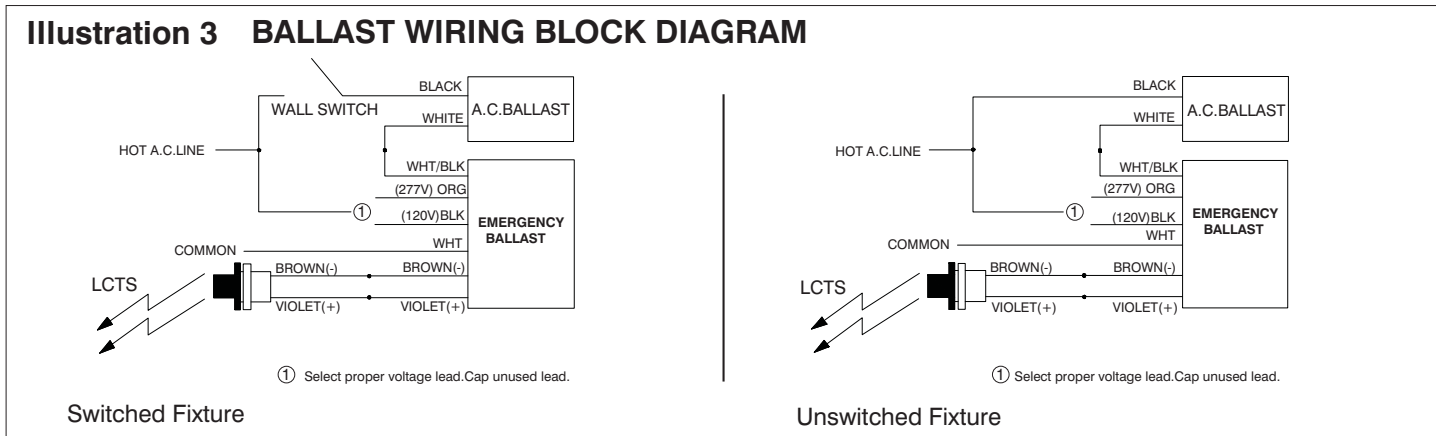 Illustration 3 BALLAST WIRING BLOCK DIAGRAM
BLACK
WALL SWITCH
A.C.BALLAST
WHITE
HOT A.C.LINE
WHT/BLK
(277V) ORG
①
(120V)BLK
EMERGENCY
BALLAST
WHT
COMMON
BROWN(-)
BROWN(-)
LCTS
VIOLET(+)
VIOLET(+)
① Select proper voltage lead.Cap unused lead.
Switched Fixture
BLACK
A.C.BALLAST
WHITE
HOT A.C.LINE
WHT/BLK
(277V) ORG
①
(120V)BLK
EMERGENCY
BALLAST
WHT
COMMON
BROWN(-)
BROWN(-)
LCTS
VIOLET(+)
VIOLET(+)
① Select proper voltage lead.Cap unused lead.
Unswitched Fixture